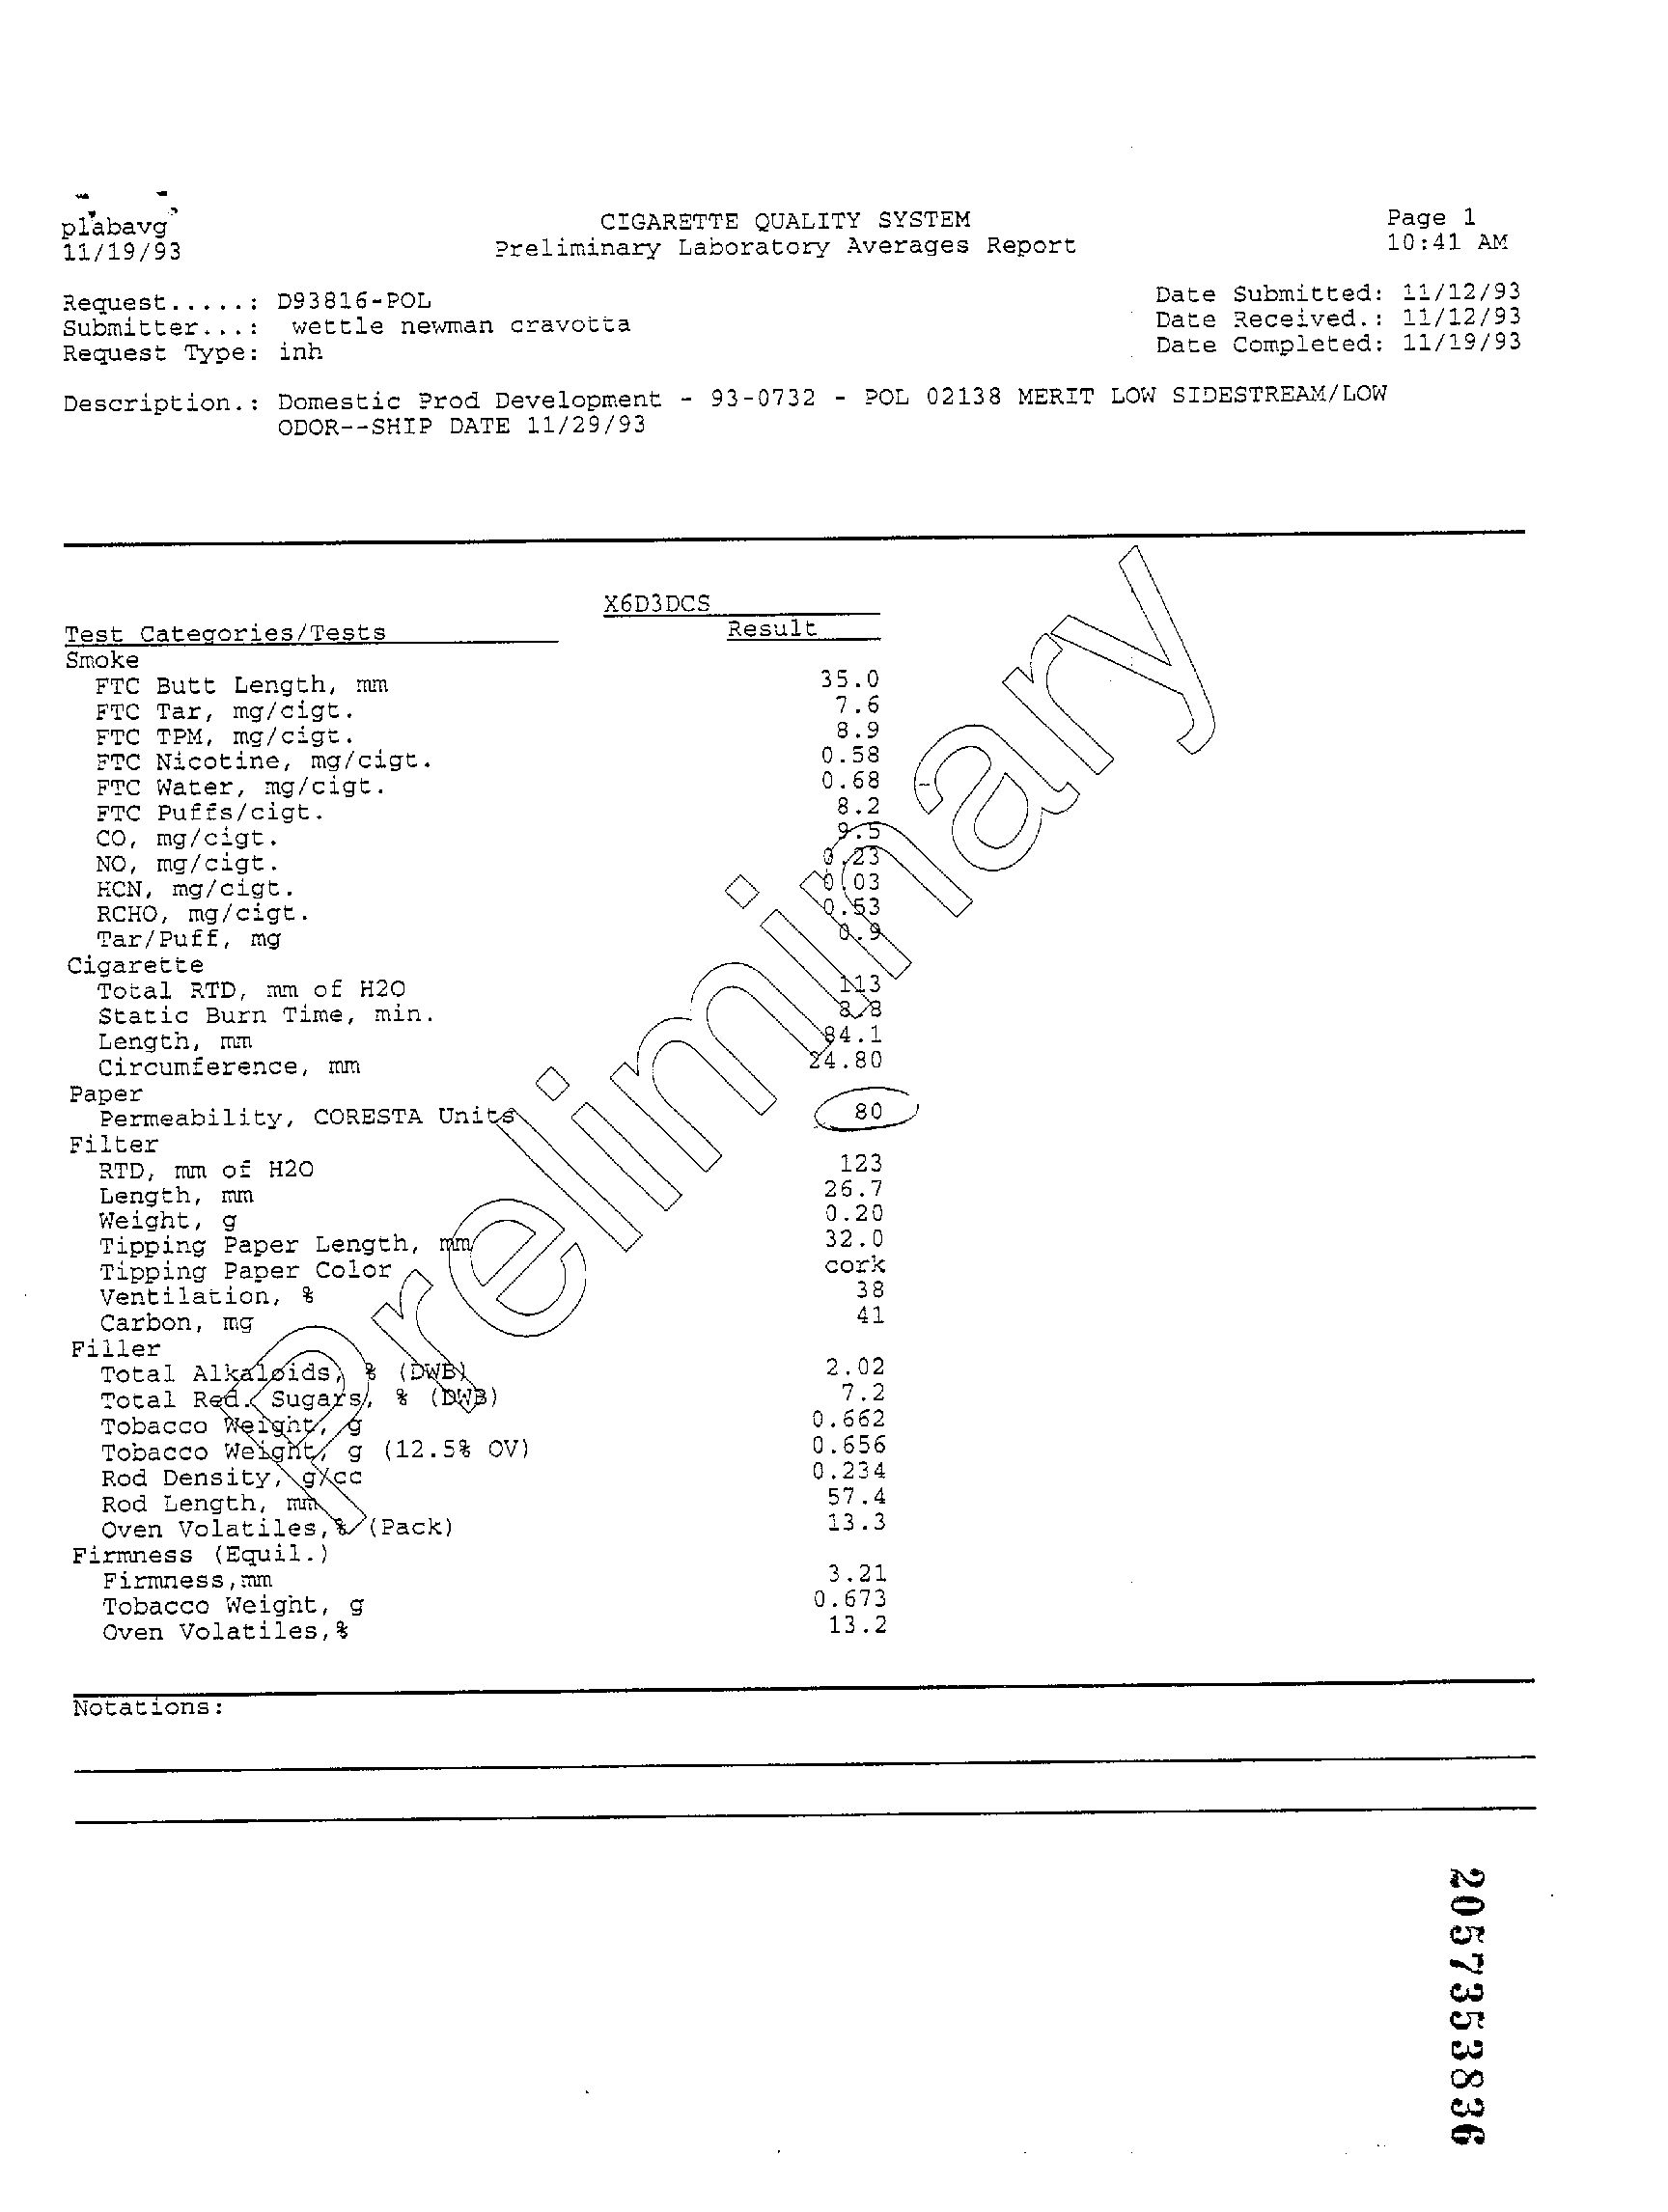 plabavg
CIGARETTE QUALITY SYSTEM
Page 1
11/19/93
Preliminary Laboratory Averages Report
10:41 AM
Request.....: D93816-POL
Date Submitted: 11/12/93
Submitter...: wettle newman cravotta
Date Received.: 11/12/93
Request Type: inh
Date Completed: 11/19/93
Description.: Domestic Prod Development - 93-0732 - POL 02138 MERIT LOW SIDESTREAM/LOW
ODOR--SHIP DATE 11/29/93
X6D3DCS
Test Categories/Tests Result
Smoke
FTC Butt Length, mm 35.0
FTC Tar, mg/cigt. 7.6
FTC TPM, mg/cigt. 8.9
FTC Nicotine, mg/cigt. 0.58
FTC Water, mg/cigt. 0.68
FTC Puffs/cigt. 8.2
CO, mg/cigt. 9.5
NO, mg/cigt. 0.23
HCN, mg/cigt. 0.03
RCHO, mg/cigt. 0.53
Tar/Puff, mg 0.9
Cigarette
Total RTD, mm of H2O 113
Static Burn Time, min. 8.8
Length, mm 84.1
Circumference, mm 24.80
Paper
Permeability, CORESTA Units 80
Filter
RTD, mm of H2O 123
Length, mm 26.7
Weight, g 0.20
Tipping Paper Length, mm 32.0
Tipping Paper Color cork
Ventilation, % 38
Carbon, mg 41
Filler
Total Alkaloids, % (DWB) 2.02
Total Red. Sugars, % (DWB) 7.2
Tobacco Weight, g 0.662
Tobacco Weight, g (12.5% OV) 0.656
Rod Density, g/cc 0.234
Rod Length, mm 57.4
Oven Volatiles,% (Pack) 13.3
Firmness (Equil.)
Firmness,mm 3.21
Tobacco Weight, g 0.673
Oven Volatiles,% 13.2
Preliminary
Notations:
2057353836